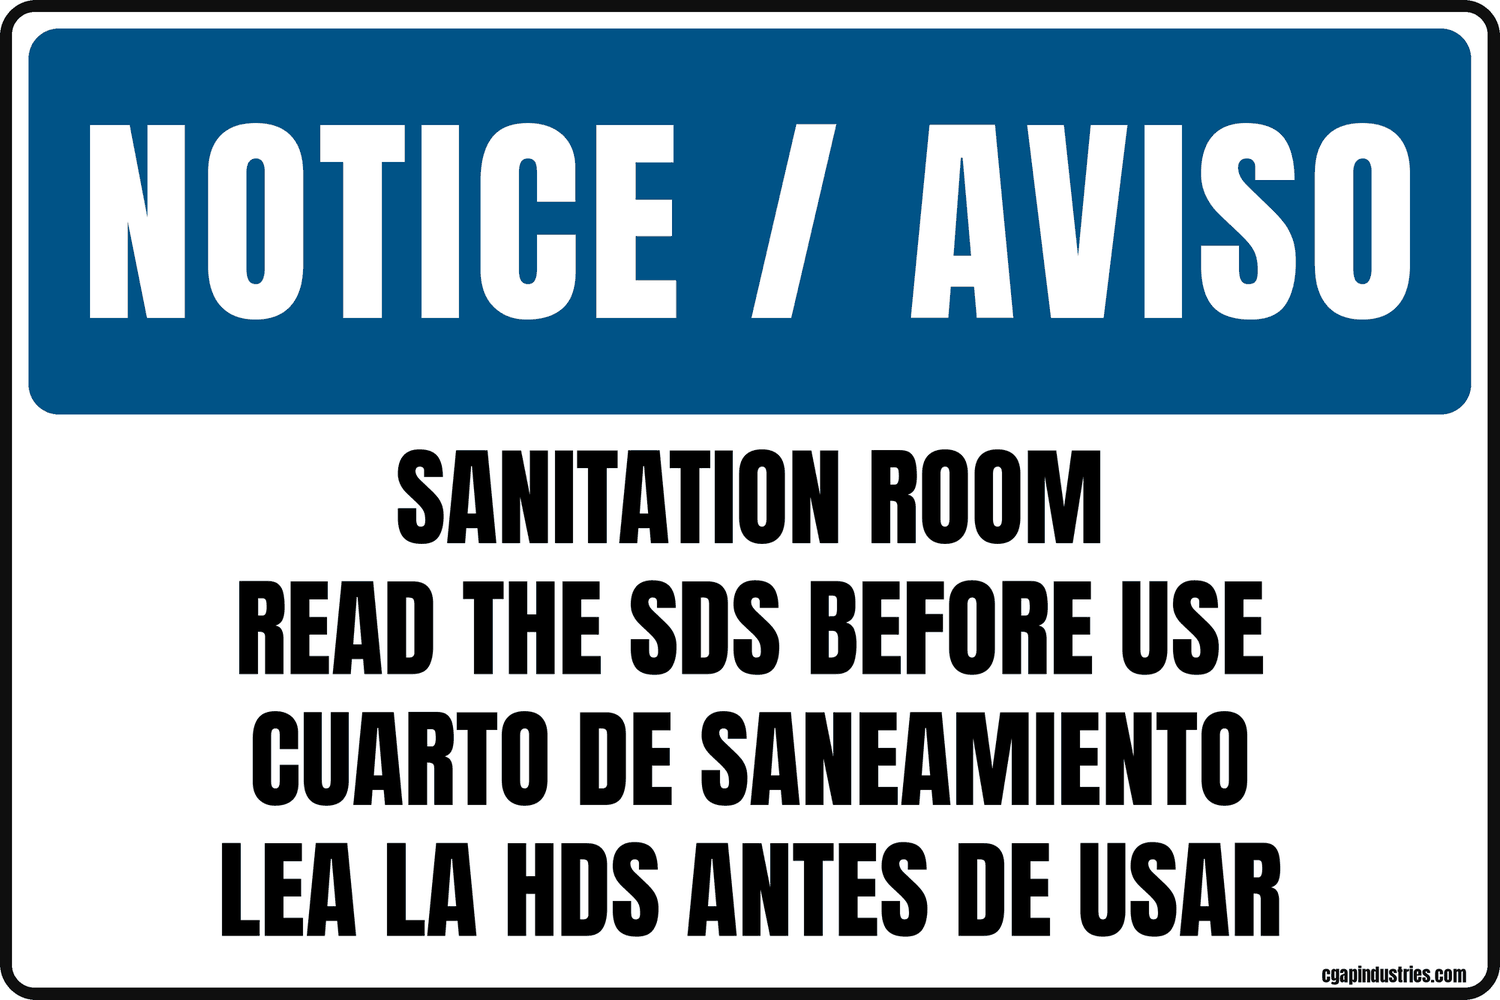 NOTICE / AVISO
SANITATION ROOM
READ THE SDS BEFORE USE
CUARTO DE SANEAMIENTO
LEA LA HDS ANTES DE USAR
cgapindustries.com